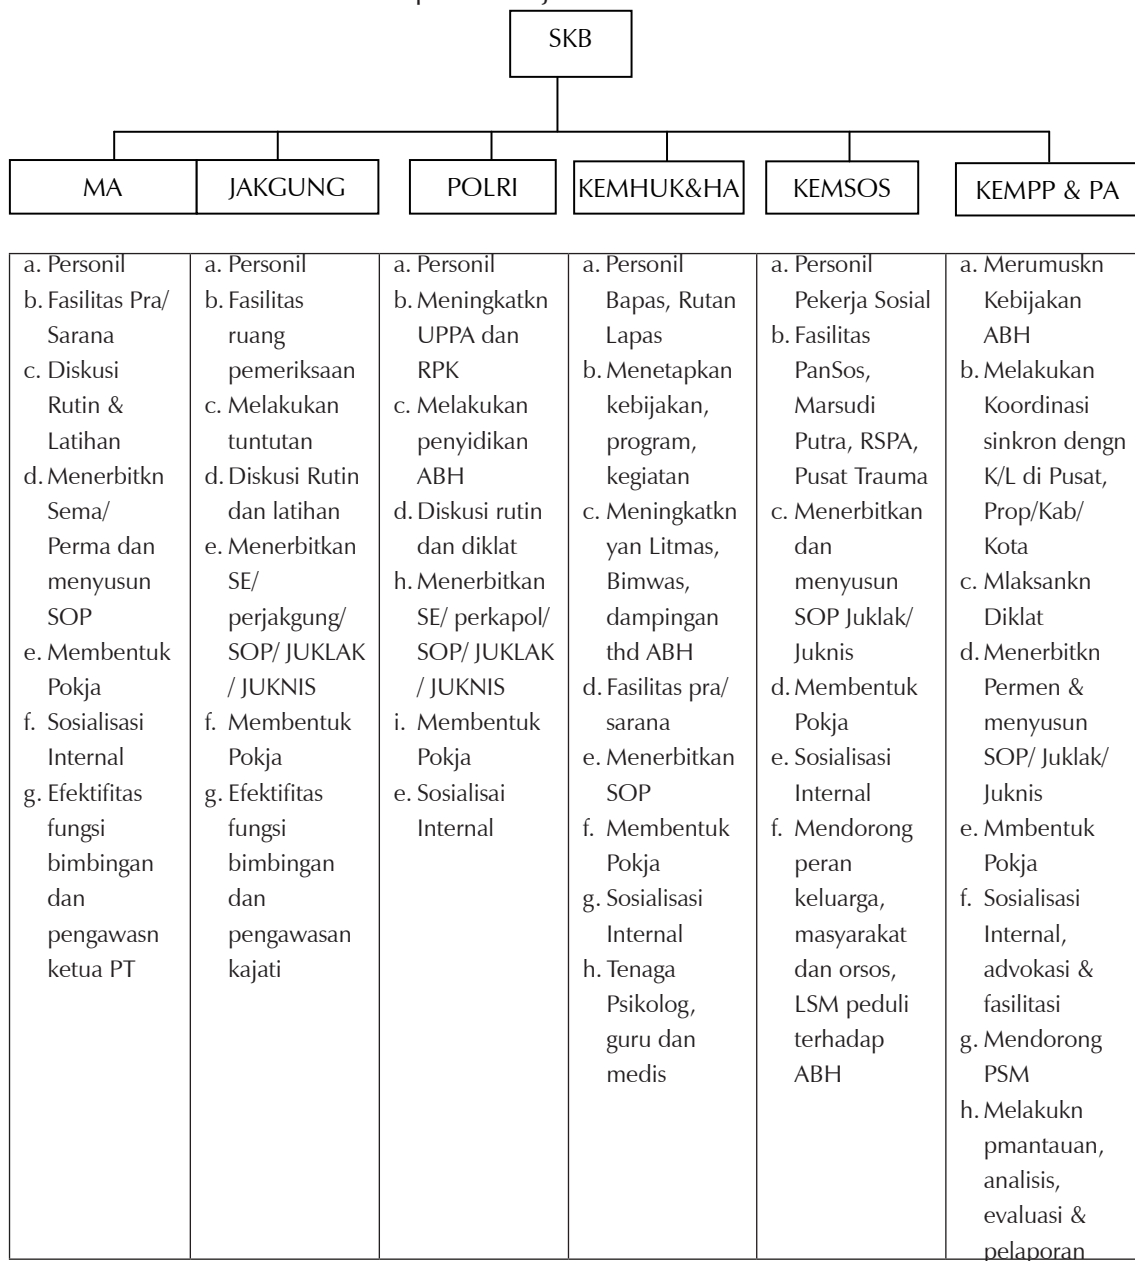 SKB
MA
JAKGUNG
POLRI
KEMHUK&HA
KEMSOS
KEMPP & PA
a. Personil
b. Fasilitas Pra/
Sarana
c. Diskusi
Rutin &
Latihan
d. Menerbitkn
Sema/
Perma dan
menyusun
SOP
e. Membentuk
Pokja
f. Sosialisasi
Internal
g. Efektifitas
fungsi
bimbingan
dan
pengawasn
ketua PT
a. Personil
b. Fasilitas
ruang
pemeriksaan
c. Melakukan
tuntutan
d. Diskusi Rutin
dan latihan
e. Menerbitkan
SE/
perjakgung/
SOP/ JUKLAK
/ JUKNIS
f. Membentuk
Pokja
g. Efektifitas
fungsi
bimbingan
dan
pengawasan
kajati
a. Personil
b. Meningkatkn
UPPA dan
RPK
c. Melakukan
penyidikan
ABH
d. Diskusi rutin
dan diklat
h. Menerbitkan
SE/ perkapol/
SOP/ JUKLAK
/ JUKNIS
i. Membentuk
Pokja
e. Sosialisai
Internal
a. Personil
Bapas, Rutan
Lapas
b. Menetapkan
kebijakan,
program,
kegiatan
c. Meningkatkn
yan Litmas,
Bimwas,
dampingan
thd ABH
d. Fasilitas pra/
sarana
e. Menerbitkan
SOP
f. Membentuk
Pokja
g. Sosialisasi
Internal
h. Tenaga
Psikolog,
guru dan
medis
a. Personil
Pekerja Sosial
b. Fasilitas
PanSos,
Marsudi
Putra, RSPA,
Pusat Trauma
c. Menerbitkan
dan
menyusun
SOP Juklak/
Juknis
d. Membentuk
Pokja
e. Sosialisasi
Internal
f. Mendorong
peran
keluarga,
masyarakat
dan orsos,
LSM peduli
terhadap
ABH
a. Merumuskn
Kebijakan
ABH
b. Melakukan
Koordinasi
sinkron dengn
K/L di Pusat,
Prop/Kab/
Kota
c. Mlaksankn
Diklat
d. Menerbitkn
Permen &
menyusun
SOP/ Juklak/
Juknis
e. Mmbentuk
Pokja
f. Sosialisasi
Internal,
advokasi &
fasilitasi
g. Mendorong
PSM
h. Melakukn
pmantauan,
analisis,
evaluasi &
pelaporan